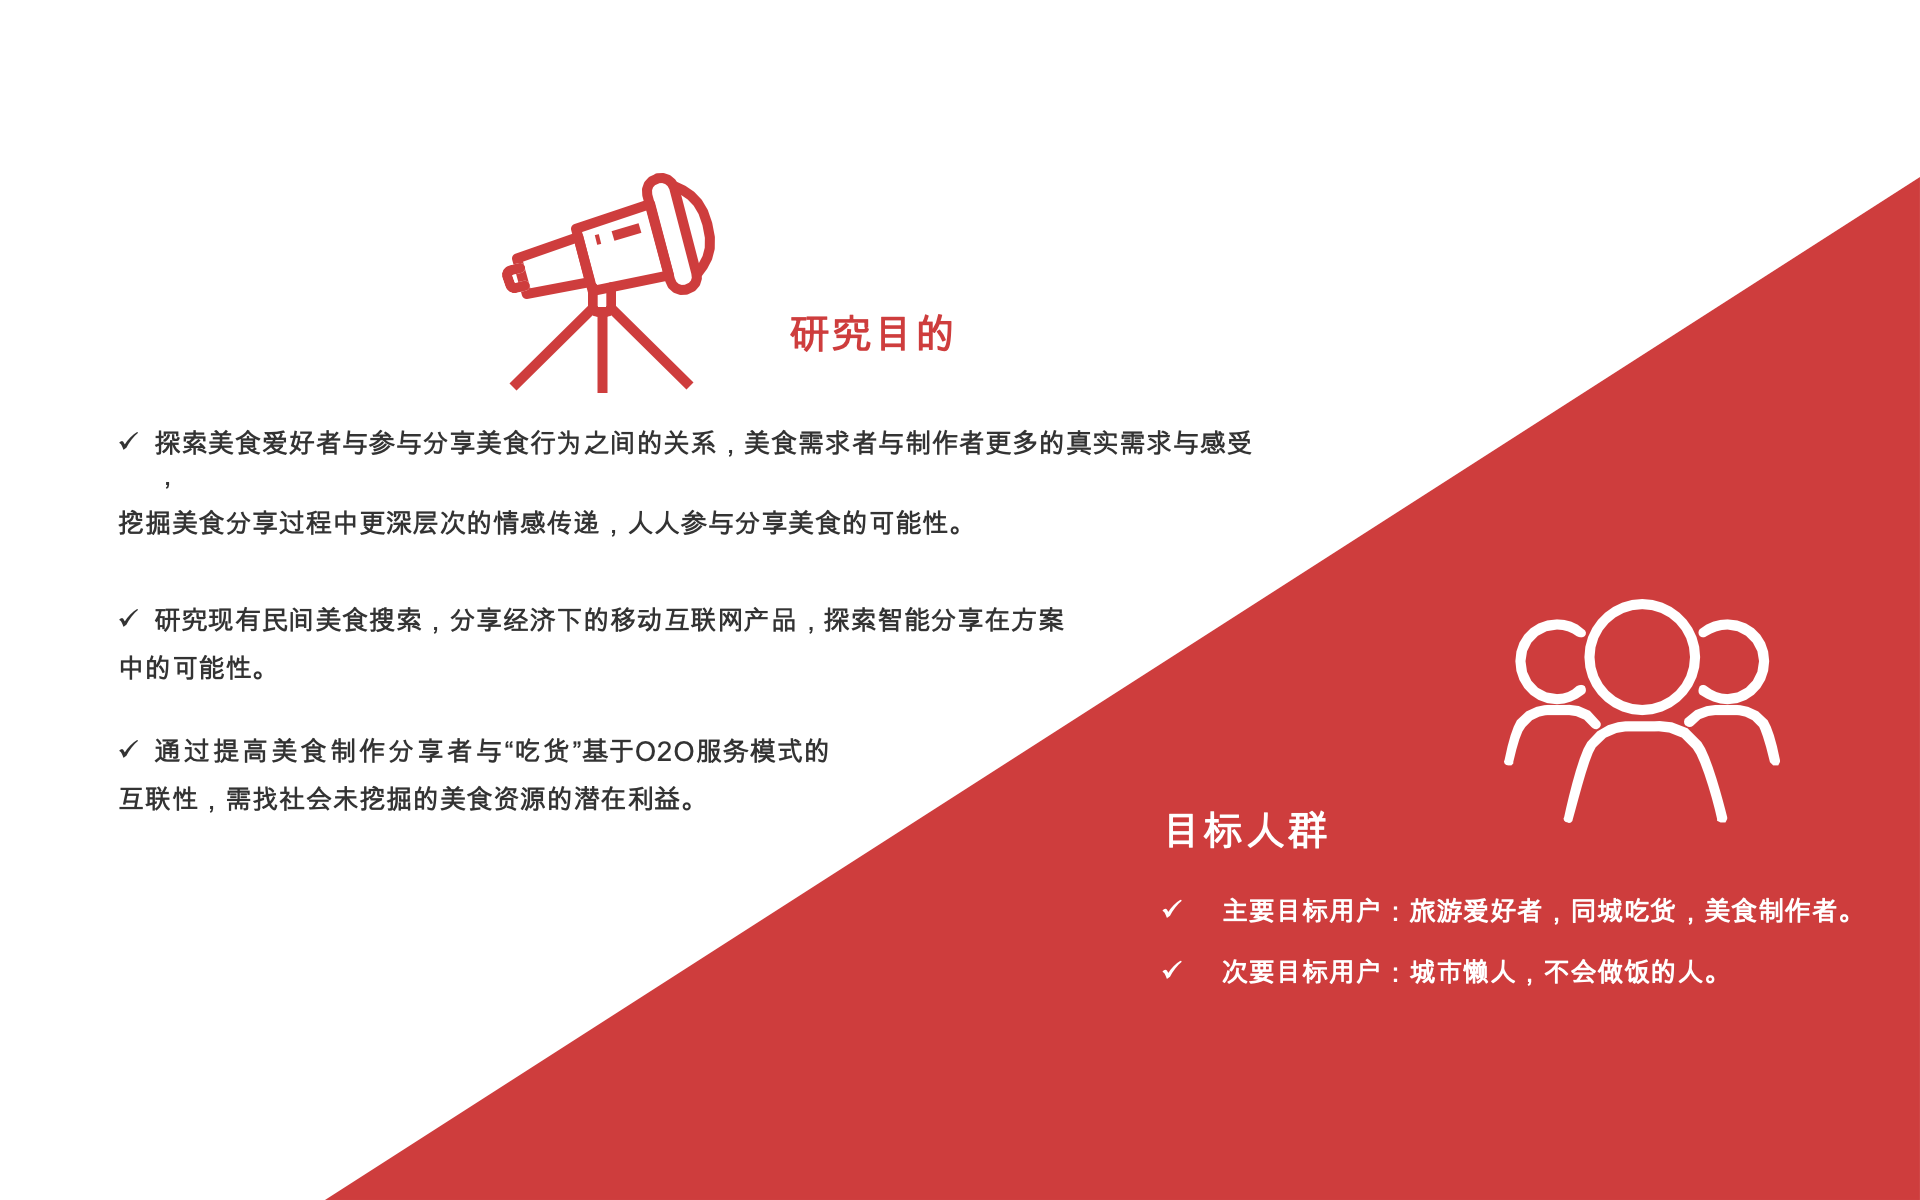 研究目的
✓ 探索美食爱好者与参与分享美食行为之间的关系，美食需求者与制作者更多的真实需求与感受
，
挖掘美食分享过程中更深层次的情感传递，人人参与分享美食的可能性。
✓ 研究现有民间美食搜索，分享经济下的移动互联网产品，探索智能分享在方案
中的可能性。
✓ 通过提高美食制作分享者与“吃货”基于O2O服务模式的
互联性，需找社会未挖掘的美食资源的潜在利益。
目标人群
✓ 主要目标用户：旅游爱好者，同城吃货，美食制作者。
✓ 次要目标用户：城市懒人，不会做饭的人。